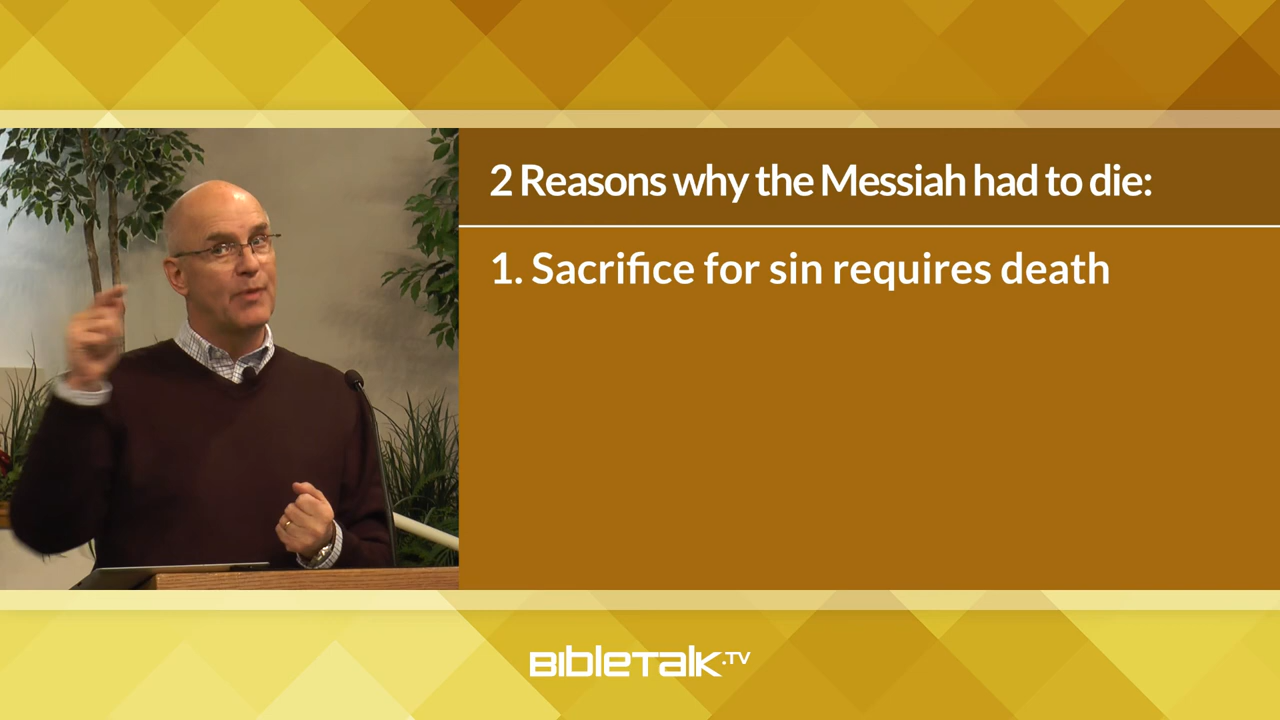 2 Reasons why the Messiah had to die:
1. Sacrifice for sin requires death
BIBLETALK.TV